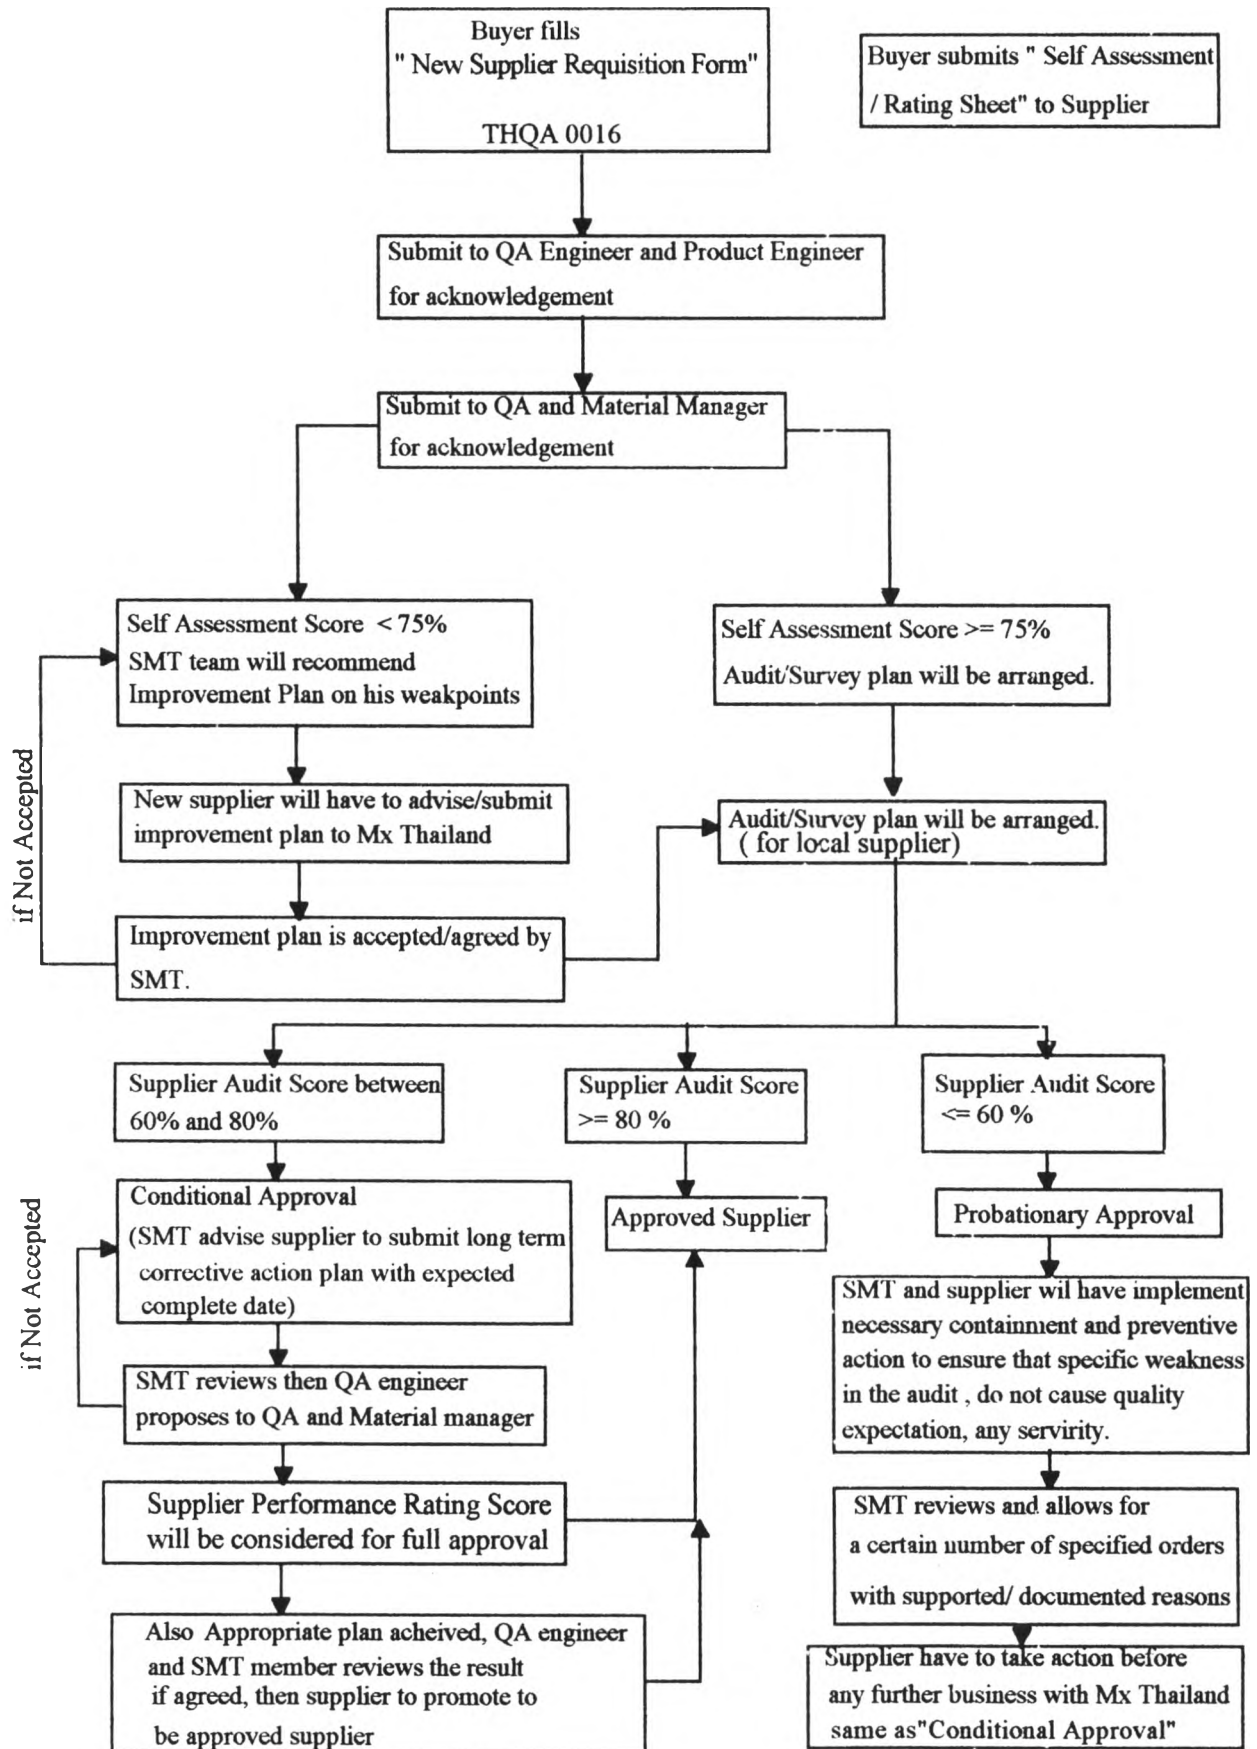 Buyer fills
" New Supplier Requisition Form"
THQA 0016
Buyer submits " Self Assessment
/ Rating Sheet" to Supplier
Submit to QA Engineer and Product Engineer
for acknowledgement
Submit to QA and Material Manager
for acknowledgement
Self Assessment Score < 75%
SMT team will recommend
Improvement Plan on his weakpoints
Self Assessment Score >= 75%
Audit/Survey plan will be arranged.
if Not Accepted
New supplier will have to advise/submit
improvement plan to Mx Thailand
Audit/Survey plan will be arranged.
( for local supplier)
Improvement plan is accepted/agreed by
SMT.
Supplier Audit Score between
60% and 80%
Supplier Audit Score
>= 80 %
Supplier Audit Score
<= 60 %
if Not Accepted
Conditional Approval
(SMT advise supplier to submit long term
corrective action plan with expected
complete date)
Approved Supplier
Probationary Approval
SMT and supplier wil have implement
necessary containment and preventive
action to ensure that specific weakness
in the audit , do not cause quality
expectation, any servirity.
SMT reviews then QA engineer
proposes to QA and Material manager
Supplier Performance Rating Score
will be considered for full approval
SMT reviews and allows for
a certain number of specified orders
with supported/ documented reasons
Also Appropriate plan acheived, QA engineer
and SMT member reviews the result
if agreed, then supplier to promote to
be approved supplier
Supplier have to take action before
any further business with Mx Thailand
same as"Conditional Approval"